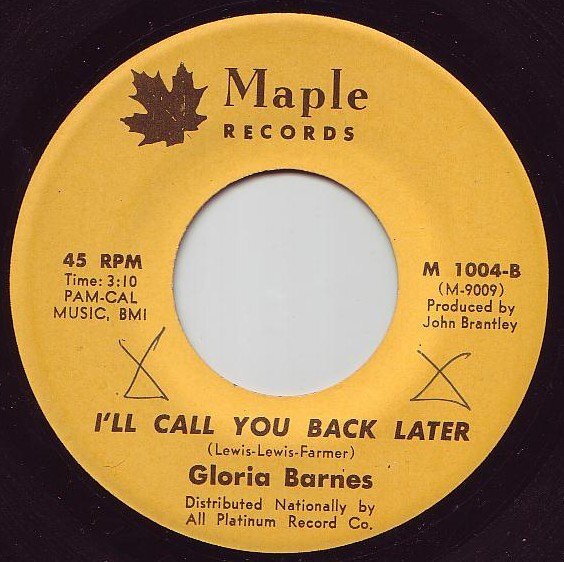 Maple
RECORDS
45 RPM
Time: 3:10
PAM-CAL
MUSIC, BMI
M 1004-B
(M-9009)
Produced by
John Brantley
I'LL CALL YOU BACK LATER
(Lewis-Lewis-Farmer)
Gloria Barnes
Distributed Nationally by
All Platinum Record Co.